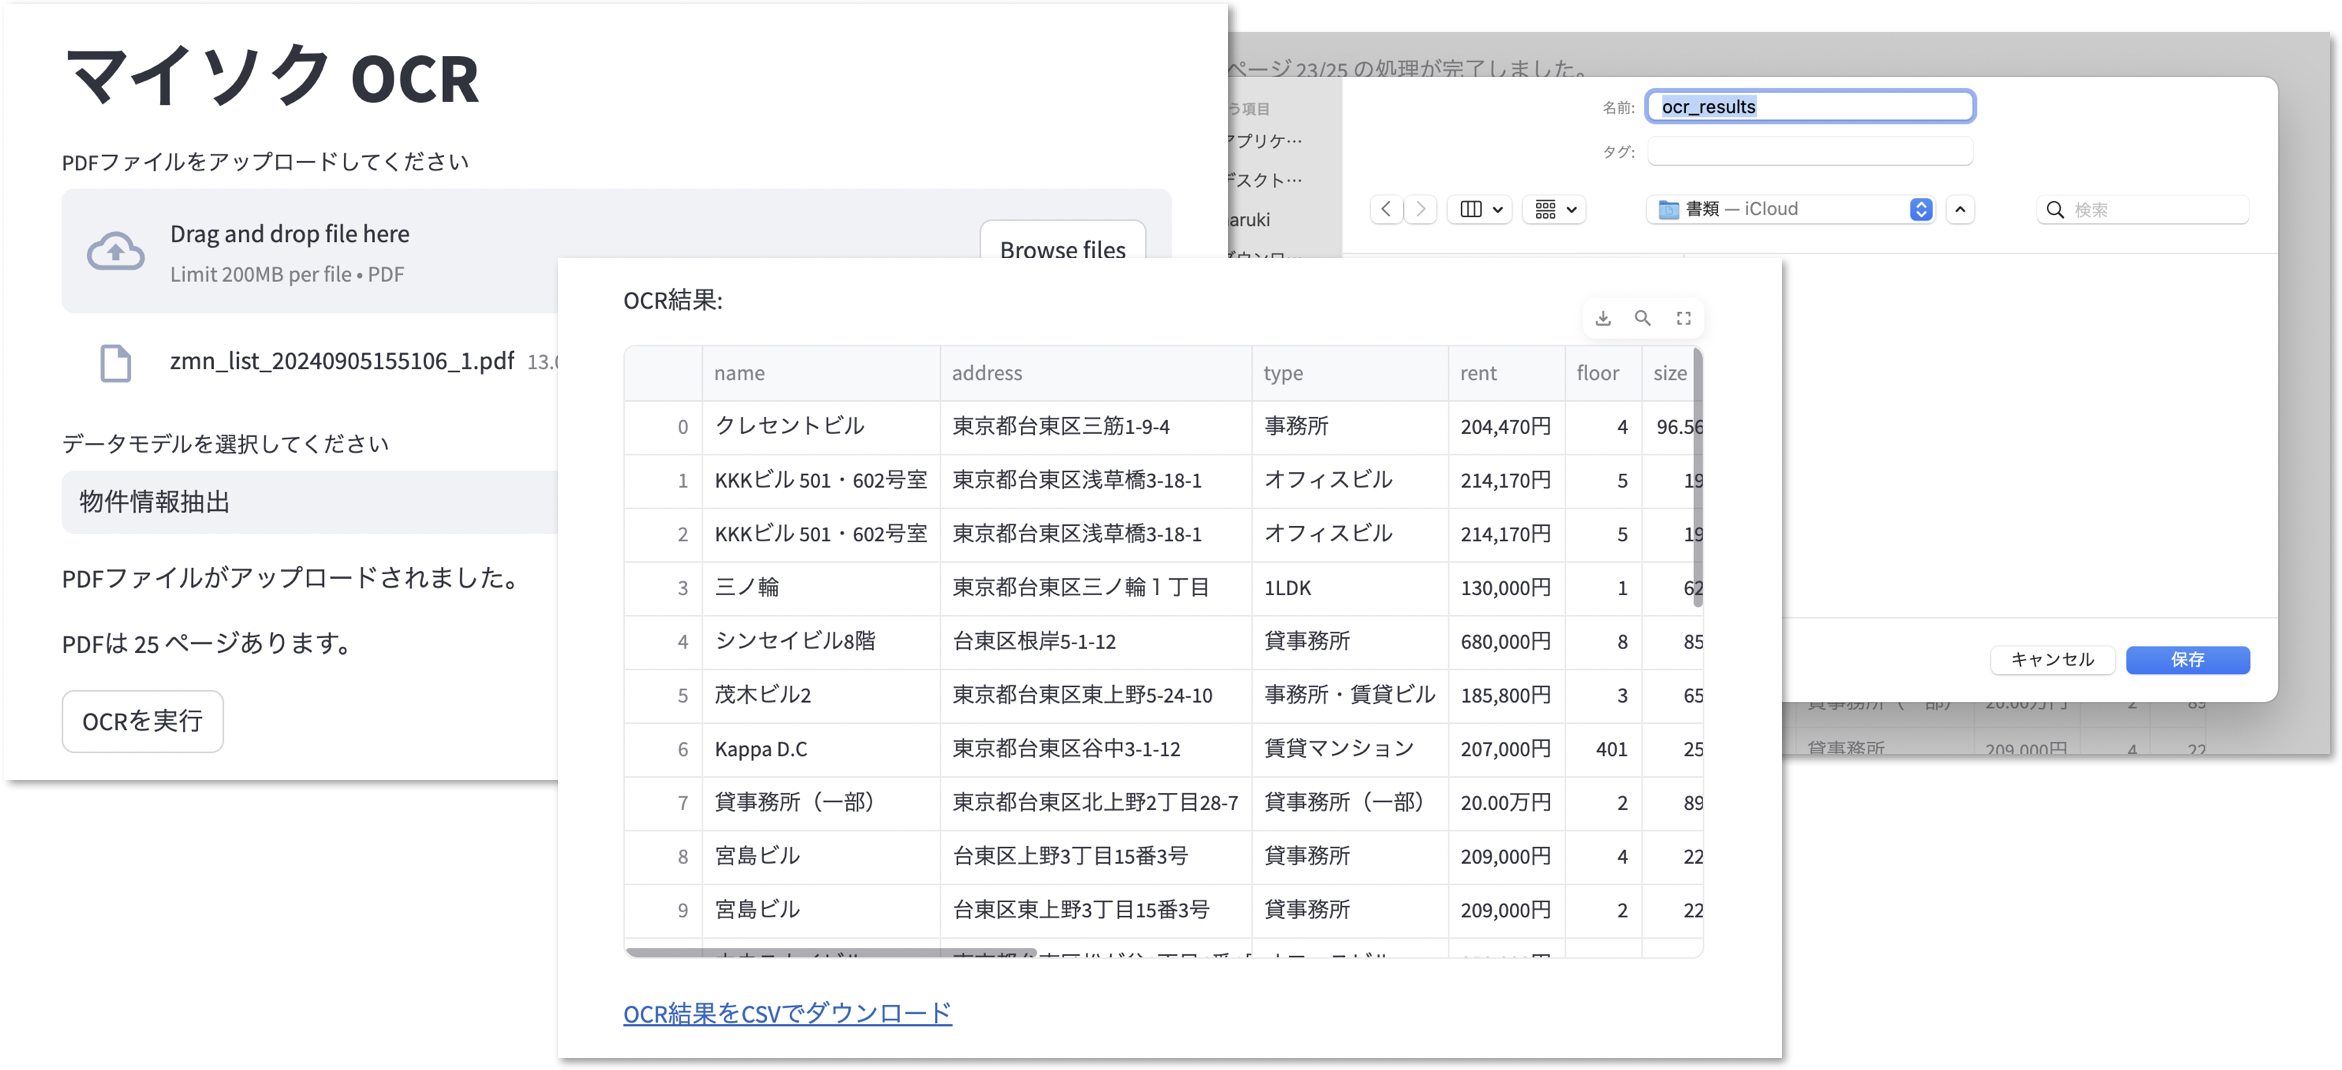 マイソク OCR
PDFファイルをアップロードしてください
Drag and drop file here
Limit 200MB per file • PDF
Browse files
zmn_list_20240905155106_1.pdf
データモデルを選択してください
物件情報抽出
PDFファイルがアップロードされました。
PDFは 25 ページあります。
OCRを実行
OCR結果:
name address type rent floor size
0 クレセントビル 東京都台東区三筋1-9-4 事務所 204,470円 4 96.56
1 KKKビル 501・602号室 東京都台東区浅草橋3-18-1 オフィスビル 214,170円 5 19
2 KKKビル 501・602号室 東京都台東区浅草橋3-18-1 オフィスビル 214,170円 5 19
3 三ノ輪 東京都台東区三ノ輪1丁目 1LDK 130,000円 1 62
4 シンセイビル8階 台東区根岸5-1-12 貸事務所 680,000円 8 85
5 茂木ビル2 東京都台東区東上野5-24-10 事務所・賃貸ビル 185,800円 3 65
6 Kappa D.C 東京都台東区谷中3-1-12 賃貸マンション 207,000円 401 25
7 貸事務所（一部） 東京都台東区北上野2丁目28-7 貸事務所（一部） 20.00万円 2 89
8 宮島ビル 台東区上野3丁目15番3号 貸事務所 209,000円 4 22
9 宮島ビル 台東区東上野3丁目15番3号 貸事務所 209,000円 2 22
OCR結果をCSVでダウンロード
ページ 23/25 の処理が完了しました。
う項目
アプリケ…
デスクト…
aruki
名前: ocr_results
タグ:
書類 — iCloud
検索
キャンセル
保存
貸事務所（一部） 20.00万円 2 89
貸事務所 209,000円 4 22